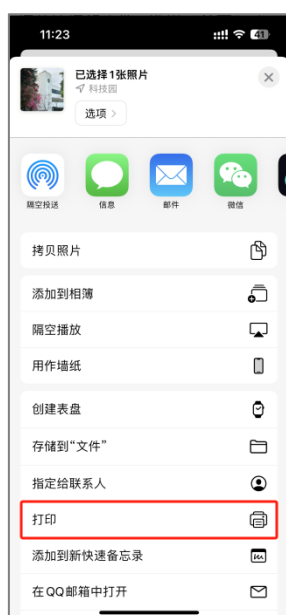 11:23
41
已选择1张照片
科技园
选项
隔空投送
信息
邮件
微信
拷贝照片
添加到相簿
隔空播放
用作墙纸
创建表盘
存储到“文件”
指定给联系人
打印
添加到新快速备忘录
在QQ邮箱中打开